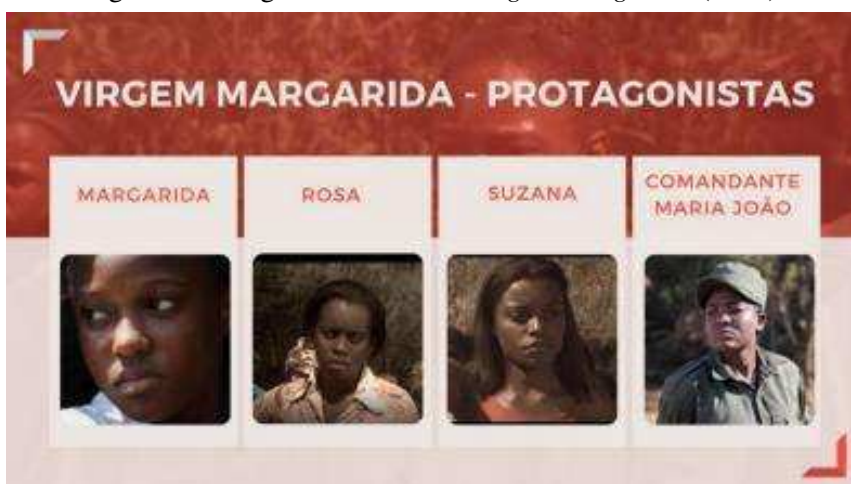 VIRGEM MARGARIDA - PROTAGONISTAS
MARGARIDA
ROSA
SUZANA
COMANDANTE
MARIA JOÃO